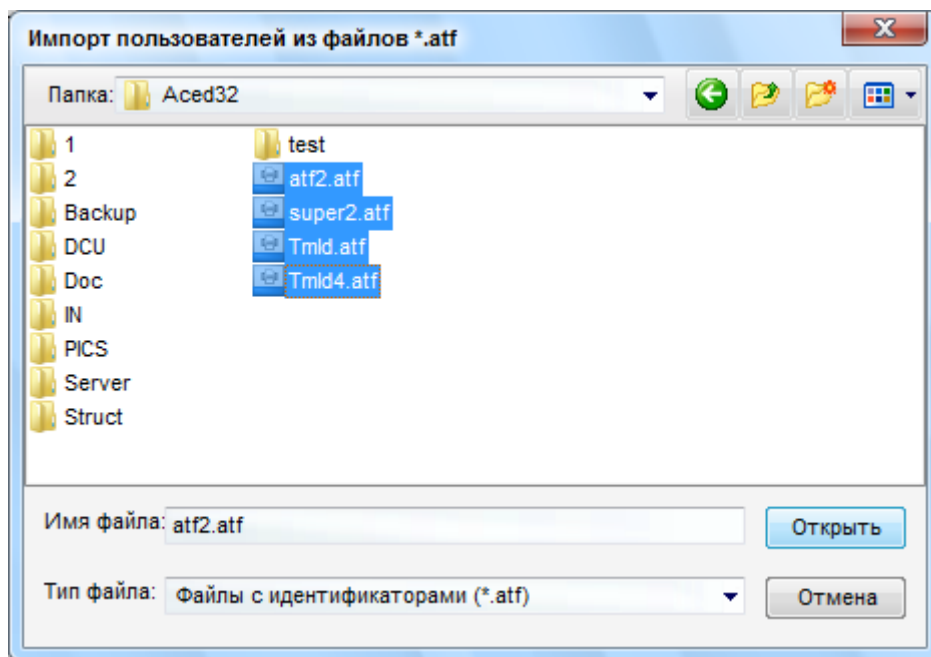 Импорт пользователей из файлов *.atf
Папка: Aced32
1
2
Backup
DCU
Doc
IN
PICS
Server
Struct
test
atf2.atf
super2.atf
Tmld.atf
Tmld4.atf
Имя файла: atf2.atf
Открыть
Тип файла: Файлы с идентификаторами (*.atf)
Отмена